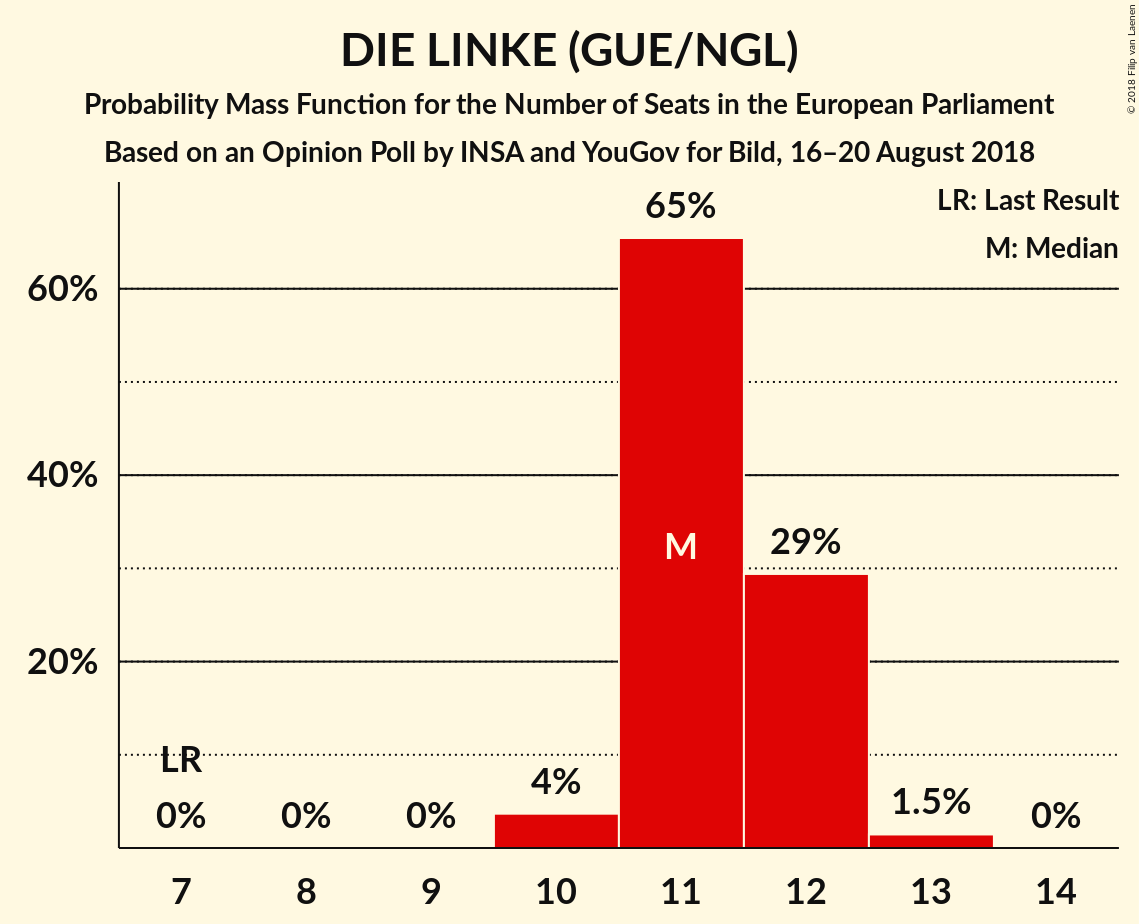 DIE LINKE (GUE/NGL)
Probability Mass Function for the Number of Seats in the European Parliament
Based on an Opinion Poll by INSA and YouGov for Bild, 16–20 August 2018
© 2018 Filip van Laenen
LR: Last Result
M: Median
65%
60%
40%
M
29%
20%
LR
0%
0%
0%
4%
1.5%
0%
7 8 9 10 11 12 13 14